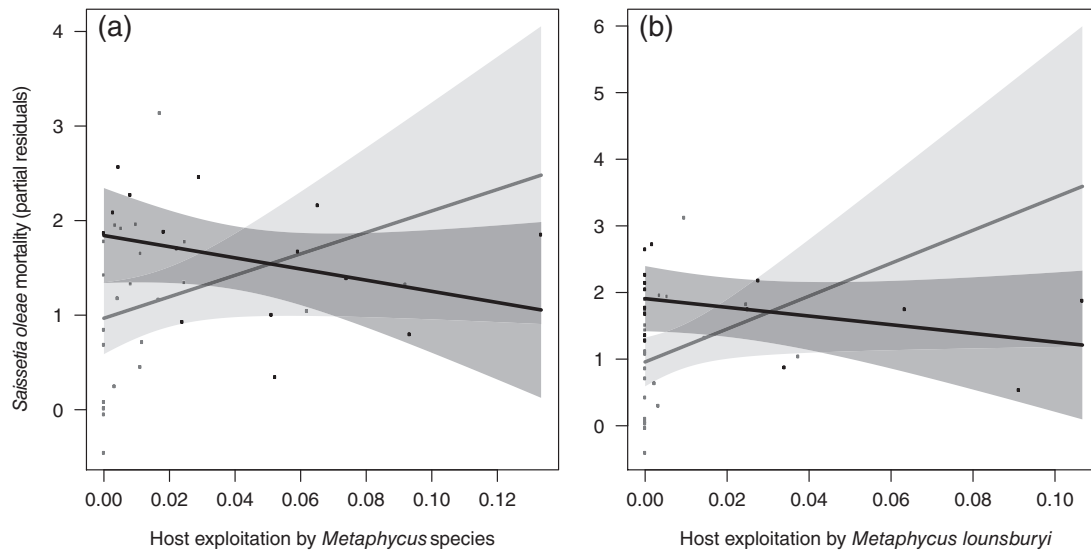 (a)
(b)
Saissetia oleae mortality (partial residuals)
4
3
2
1
0
0.00 0.02 0.04 0.06 0.08 0.10 0.12
Host exploitation by Metaphycus species
6
5
4
3
2
1
0
0.00 0.02 0.04 0.06 0.08 0.10
Host exploitation by Metaphycus lounsburyi